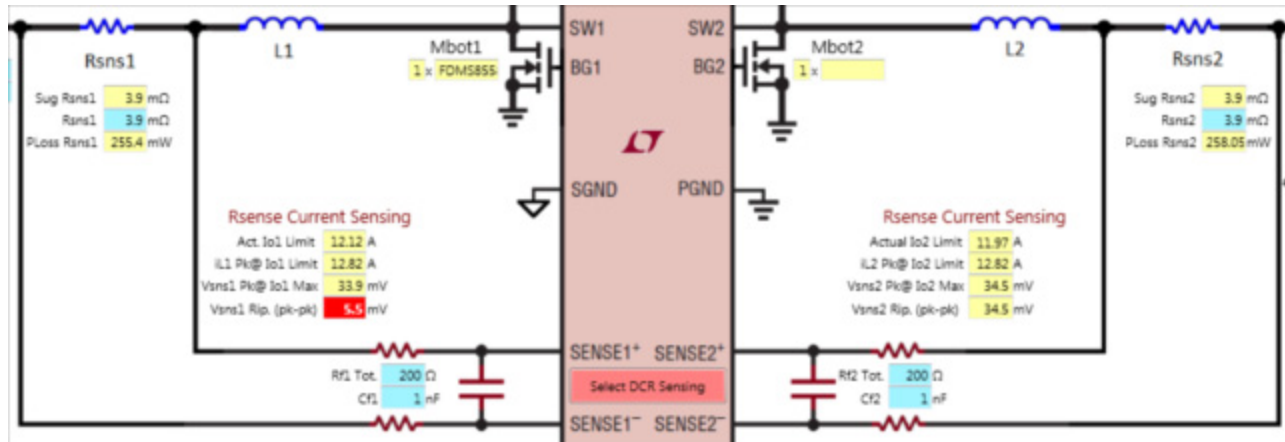 SW1 SW2
L1 L2
Rsns1 Mbot1 Mbot2 Rsns2
1 x FDMS855 BG1 BG2 1 x
Sug Rsns1 3.9 mΩ Sug Rsns2 3.9 mΩ
Rsns1 3.9 mΩ Rsns2 3.9 mΩ
PLoss Rsns1 255.4 mW PLoss Rsns2 258.05 mW
SGND PGND
Rsense Current Sensing Rsense Current Sensing
Act. Io1 Limit 12.12 A Actual Io2 Limit 11.97 A
iL1 Pk@ Io1 Limit 12.82 A iL2 Pk@ Io2 Limit 12.82 A
Vsns1 Pk@ Io1 Max 33.9 mV Vsns2 Pk@ Io2 Max 34.5 mV
Vsns1 Rip. (pk-pk) 5.5 mV Vsns2 Rip. (pk-pk) 34.5 mV
SENSE1+ SENSE2+
Rf1 Tot. 200 Ω Select DCR Sensing Rf2 Tot. 200 Ω
Cf1 1 nF Cf2 1 nF
SENSE1− SENSE2−